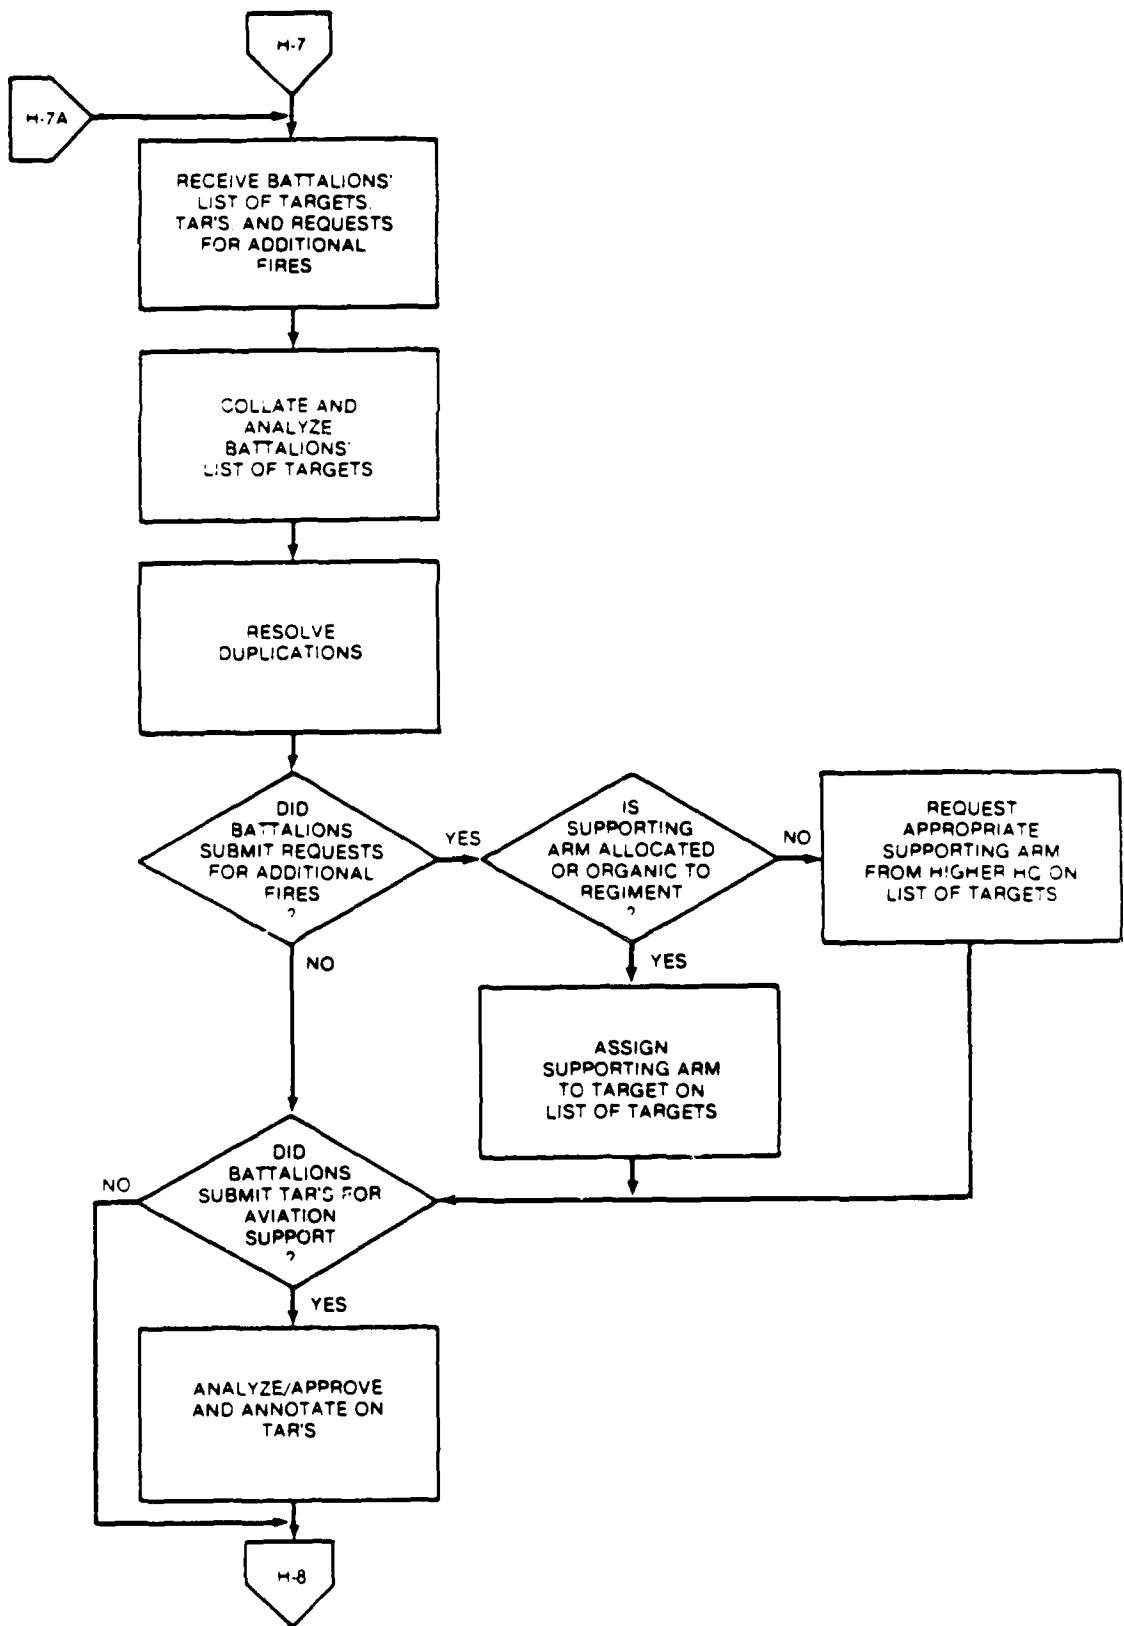 H-7
H-7A
RECEIVE BATTALIONS'
LIST OF TARGETS,
TAR'S, AND REQUESTS
FOR ADDITIONAL
FIRES
COLLATE AND
ANALYZE
BATTALIONS'
LIST OF TARGETS
RESOLVE
DUPLICATIONS
DID
BATTALIONS
SUBMIT REQUESTS
FOR ADDITIONAL
FIRES
?
YES
IS
SUPPORTING
ARM ALLOCATED
OR ORGANIC TO
REGIMENT
?
NO
REQUEST
APPROPRIATE
SUPPORTING ARM
FROM HIGHER HQ ON
LIST OF TARGETS
NO
YES
ASSIGN
SUPPORTING ARM
TO TARGET ON
LIST OF TARGETS
DID
BATTALIONS
SUBMIT TAR'S FOR
AVIATION
SUPPORT
?
NO
YES
ANALYZE/APPROVE
AND ANNOTATE ON
TAR'S
H-8